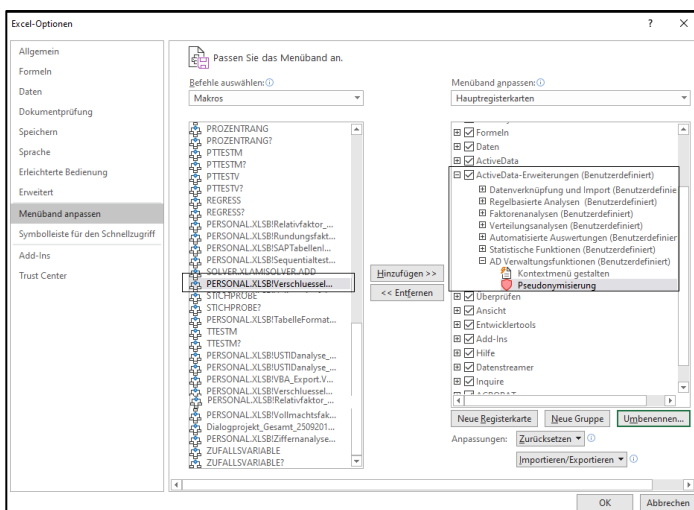 Excel-Optionen
?
Allgemein
Formeln
Daten
Dokumentprüfung
Speichern
Sprache
Erleichterte Bedienung
Erweitert
Menüband anpassen
Symbolleiste für den Schnellzugriff
Add-Ins
Trust Center
Passen Sie das Menüband an.
Befehle auswählen:
Makros
PROZENTRANG
PROZENTRANG?
PTTESTM
PTTESTM?
PTTESTV
PTTESTV?
REGRESS
REGRESS?
PERSONAL.XLSB!Relativfaktor_...
PERSONAL.XLSB!Rundungsfakt...
PERSONAL.XLSB!SAPTabellenl...
PERSONAL.XLSB!Sequentialtest...
SOLVER.XLAM!SOLVER.ADD
PERSONAL.XLSB!Verschluessel...
STICHPROBE
STICHPROBE?
PERSONAL.XLSB!TabelleFormat...
TTESTM
TTESTM?
PERSONAL.XLSB!USTIDanalyse_...
PERSONAL.XLSB!USTIDanalyse_...
PERSONAL.XLSB!VBA_Export.V...
PERSONAL.XLSB!Verschluessel...
PERSONAL.XLSB!Relativfaktor_...
PERSONAL.XLSB!Vollmachtsfak...
Dialogprojekt_Gesamt_2509201...
PERSONAL.XLSB!Ziffernanalyse...
ZUFALLSVARIABLE
ZUFALLSVARIABLE?
Hinzufügen >>
<< Entfernen
Menüband anpassen:
Hauptregisterkarten
Formeln
Daten
ActiveData
ActiveData-Erweiterungen (Benutzerdefiniert)
Datenverknüpfung und Import (Benutzerdefinie
Regelbasierte Analysen (Benutzerdefiniert)
Faktorenanalysen (Benutzerdefiniert)
Verteilungsanalysen (Benutzerdefiniert)
Automatisierte Auswertungen (Benutzerdefinier
Statistische Funktionen (Benutzerdefiniert)
AD Verwaltungsfunktionen (Benutzerdefiniert)
Kontextmenü gestalten
Pseudonymisierung
Überprüfen
Ansicht
Entwicklertools
Add-Ins
Hilfe
Datenstreamer
Inquire
ACROBAT
Neue Registerkarte
Neue Gruppe
Umbenennen...
Anpassungen:
Zurücksetzen
Importieren/Exportieren
OK
Abbrechen